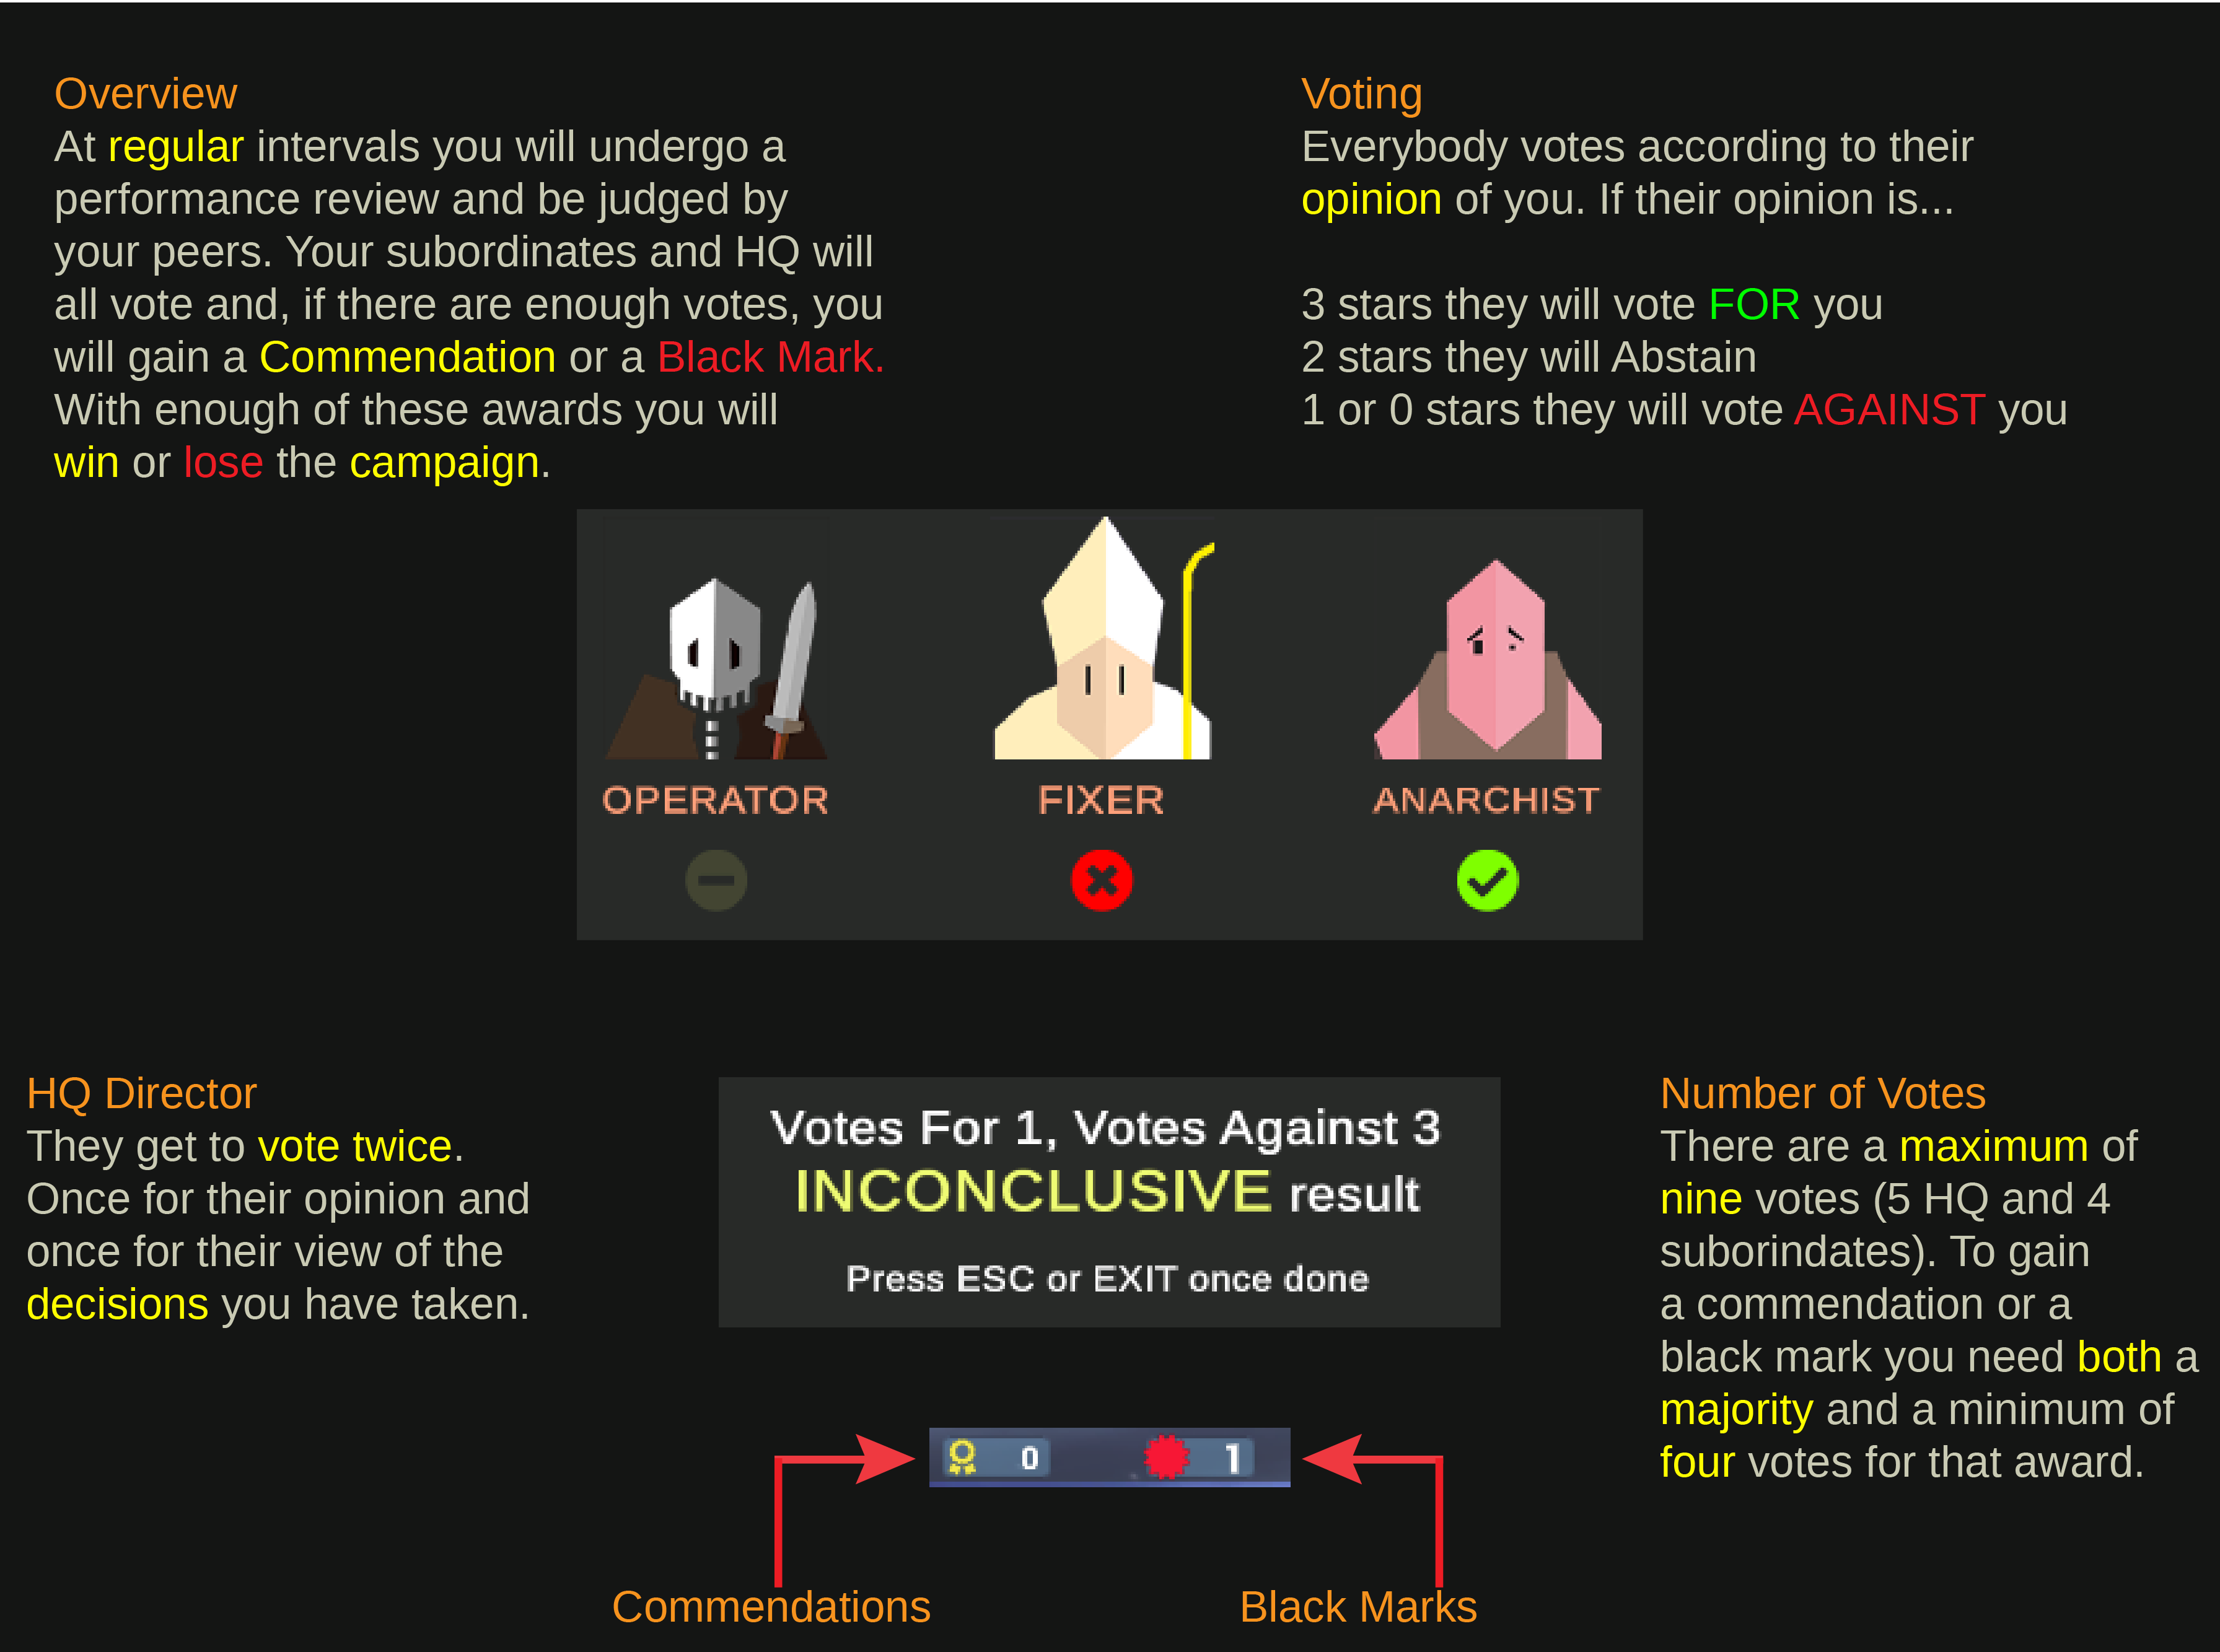 Overview
At regular intervals you will undergo a
performance review and be judged by
your peers. Your subordinates and HQ will
all vote and, if there are enough votes, you
will gain a Commendation or a Black Mark.
With enough of these awards you will
win or lose the campaign.
Voting
Everybody votes according to their
opinion of you. If their opinion is...
3 stars they will vote FOR you
2 stars they will Abstain
1 or 0 stars they will vote AGAINST you
OPERATOR
FIXER
ANARCHIST
HQ Director
They get to vote twice.
Once for their opinion and
once for their view of the
decisions you have taken.
Votes For 1, Votes Against 3
INCONCLUSIVE result
Press ESC or EXIT once done
Number of Votes
There are a maximum of
nine votes (5 HQ and 4
suborindates). To gain
a commendation or a
black mark you need both a
majority and a minimum of
four votes for that award.
0
1
Commendations
Black Marks